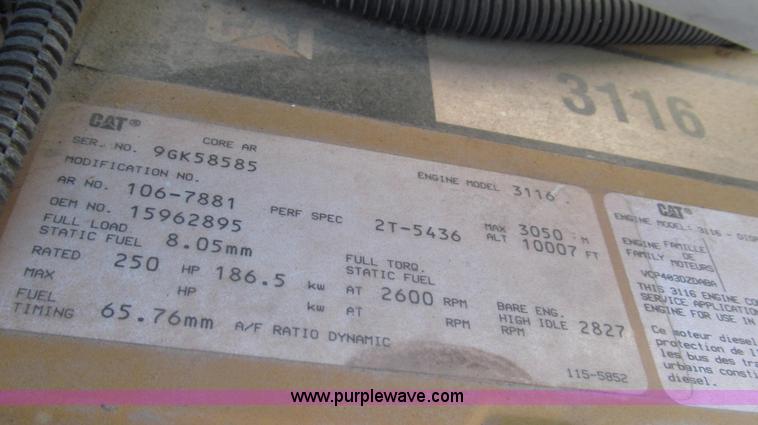 CAT
3116
CAT®
CORE AR
SER. NO. 9GK58585
ENGINE MODEL 3116
MODIFICATION NO.
AR NO. 106-7881
PERF SPEC 2T-5436
MAX ALT 3050 M
10007 FT
OEM NO. 15962895
FULL LOAD
STATIC FUEL 8.05mm
FULL TORQ.
STATIC FUEL
RATED 250 HP 186.5 kw AT 2600 RPM
MAX HP kw AT RPM
BARE ENG.
HIGH IDLE 2827
RPM
FUEL
TIMING 65.76mm A/F RATIO DYNAMIC
115-5852
CAT®
ENGINE MODEL: 3116 - DISP
ENGINE FAMILLE
FAMILY DE MOTEURS
THIS 3116 ENGINE CO
SERVICE APPLICATION
ENGINE FOR USE IN
Ce moteur diesel
protection de l'
les bus des tra
urbains consti
diesel.
www.purplewave.com